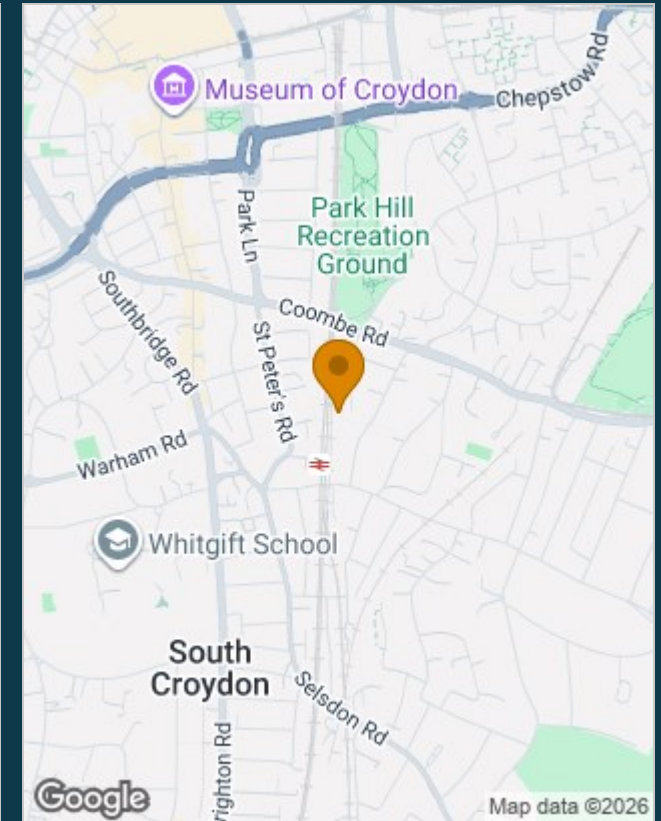 Museum of Croydon
Chepstow Rd
Park Ln
Park Hill
Recreation
Ground
Southbridge Rd
Coombe Rd
St Peter's Rd
Warham Rd
Whitgift School
South
Croydon
Selsdon Rd
righton Rd
Google
Map data ©2026